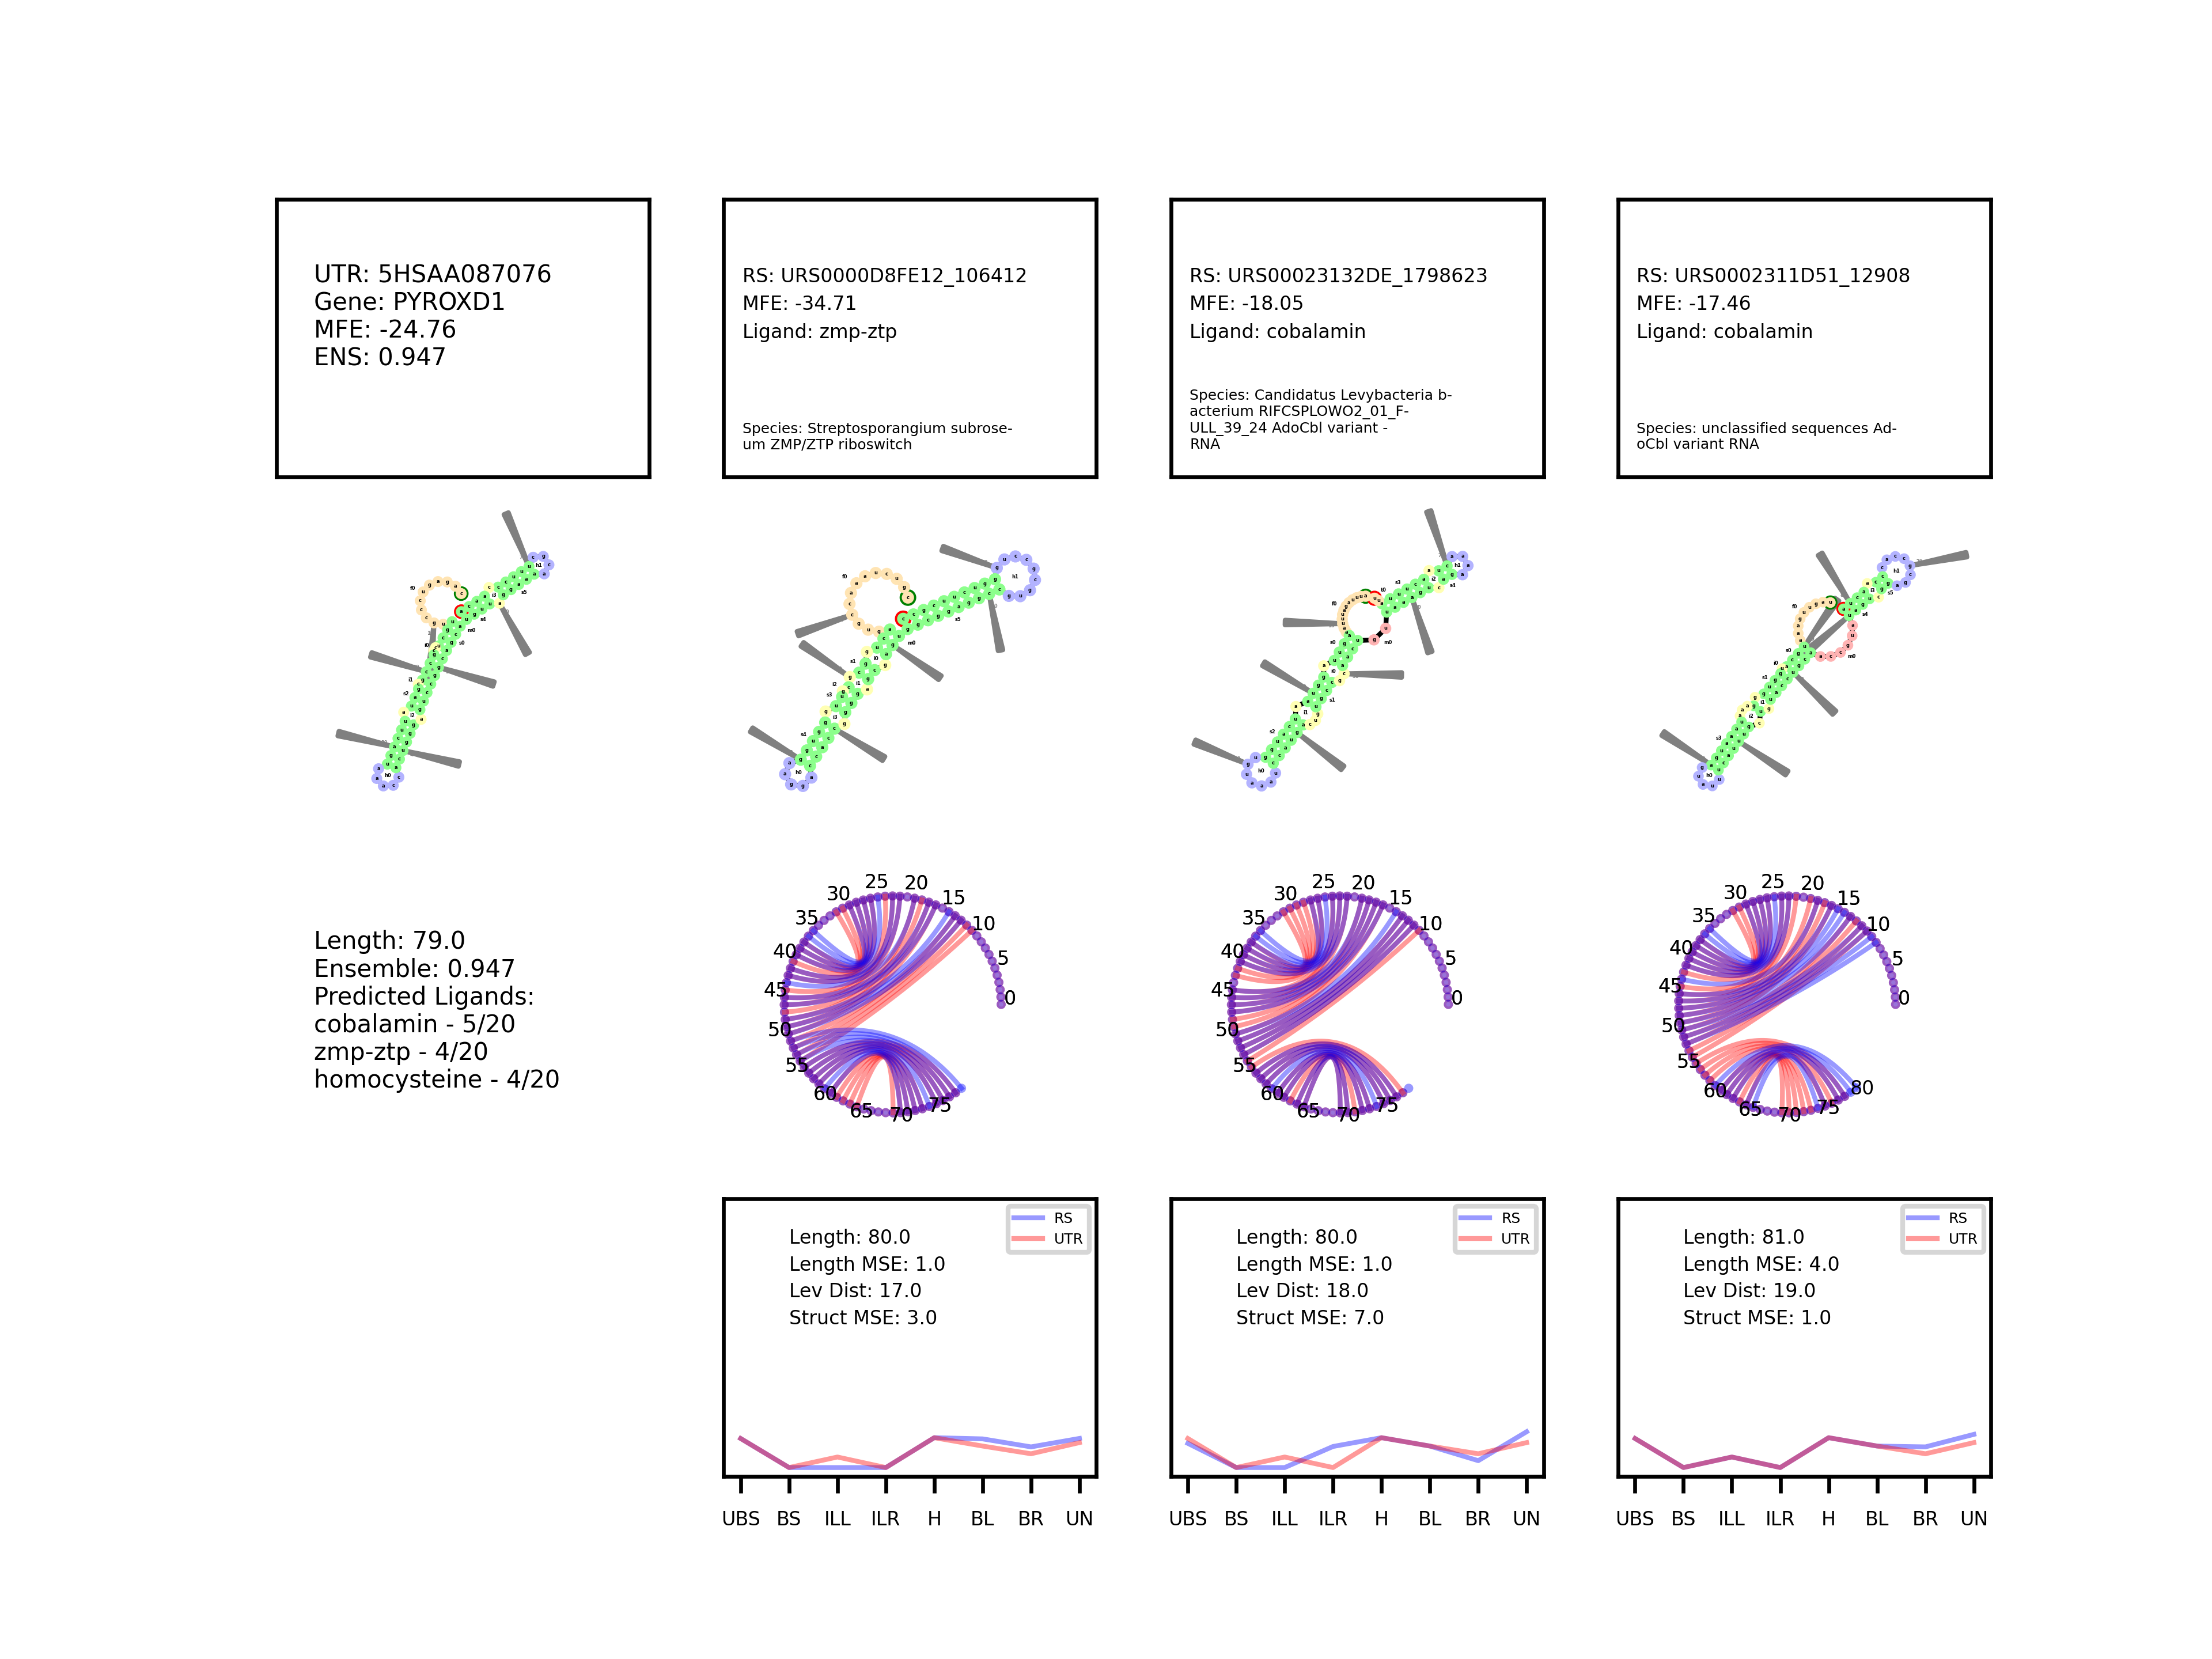 UTR: 5HSAA087076
Gene: PYROXD1
MFE: -24.76
ENS: 0.947
RS: URS0000D8FE12_106412
MFE: -34.71
Ligand: zmp-ztp
Species: Streptosporangium subrose-
um ZMP/ZTP riboswitch
RS: URS00023132DE_1798623
MFE: -18.05
Ligand: cobalamin
Species: Candidatus Levybacteria b-
acterium RIFCSPLOWO2_01_F-
ULL_39_24 AdoCbl variant -
RNA
RS: URS0002311D51_12908
MFE: -17.46
Ligand: cobalamin
Species: unclassified sequences Ad-
oCbl variant RNA
Length: 79.0
Ensemble: 0.947
Predicted Ligands:
cobalamin - 5/20
zmp-ztp - 4/20
homocysteine - 4/20
0 5 10 15 20 25 30 35 40 45 50 55 60 65 70 75
0 5 10 15 20 25 30 35 40 45 50 55 60 65 70 75
0 5 10 15 20 25 30 35 40 45 50 55 60 65 70 75 80
RS
UTR
Length: 80.0
Length MSE: 1.0
Lev Dist: 17.0
Struct MSE: 3.0
UBS BS ILL ILR H BL BR UN
RS
UTR
Length: 80.0
Length MSE: 1.0
Lev Dist: 18.0
Struct MSE: 7.0
UBS BS ILL ILR H BL BR UN
RS
UTR
Length: 81.0
Length MSE: 4.0
Lev Dist: 19.0
Struct MSE: 1.0
UBS BS ILL ILR H BL BR UN